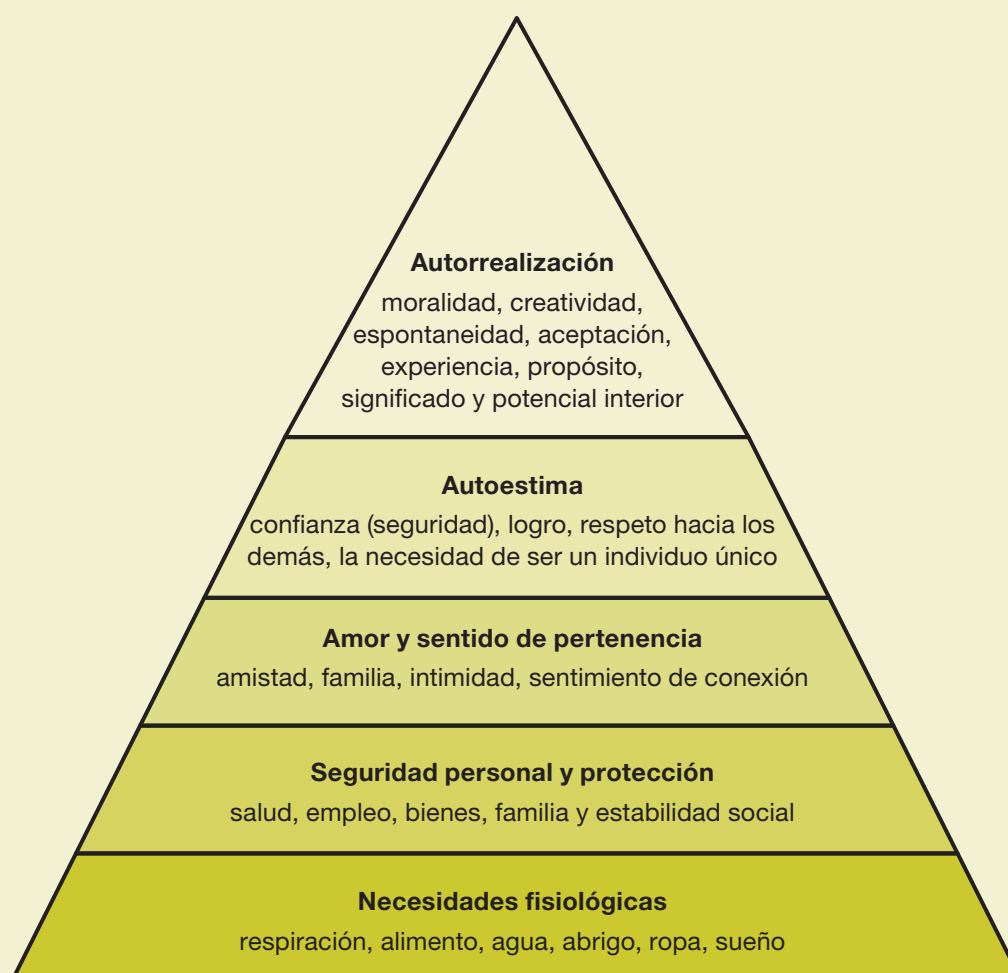 Autorrealización
moralidad, creatividad,
espontaneidad, aceptación,
experiencia, propósito,
significado y potencial interior
Autoestima
confianza (seguridad), logro, respeto hacia los
demás, la necesidad de ser un individuo único
Amor y sentido de pertenencia
amistad, familia, intimidad, sentimiento de conexión
Seguridad personal y protección
salud, empleo, bienes, familia y estabilidad social
Necesidades fisiológicas
respiración, alimento, agua, abrigo, ropa, sueño